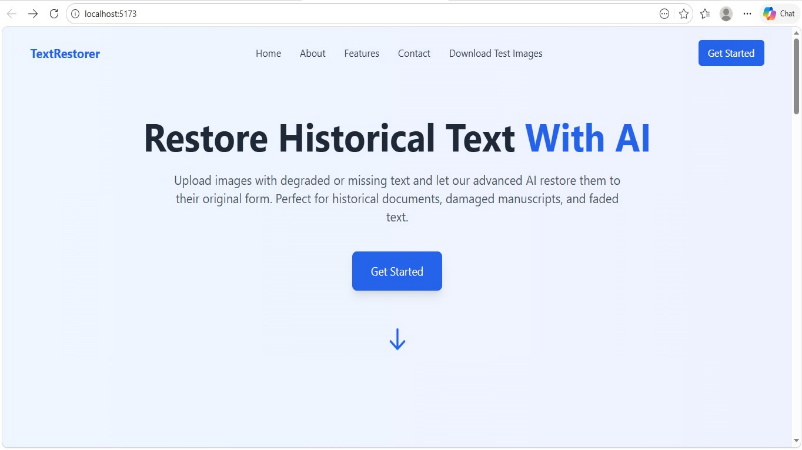 localhost:5173
Chat
TextRestorer
Home About Features Contact Download Test Images
Get Started
Restore Historical Text With AI
Upload images with degraded or missing text and let our advanced AI restore them to
their original form. Perfect for historical documents, damaged manuscripts, and faded
text.
Get Started